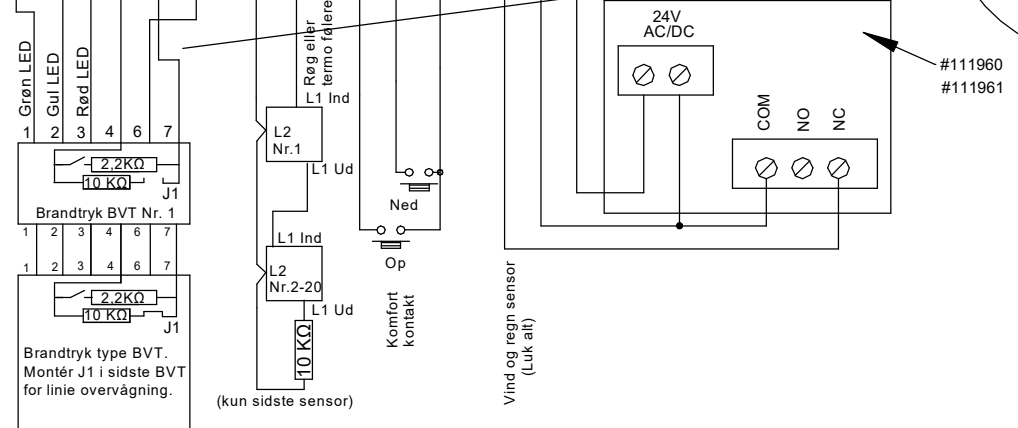 Grøn LED
Gul LED
Rød LED
1 2 3 4 6 7
2,2KΩ
10 KΩ
J1
Brandtryk BVT Nr. 1
1 2 3 4 6 7
1 2 3 4 6 7
2,2KΩ
10 KΩ
J1
Brandtryk type BVT.
Montér J1 i sidste BVT
for linie overvågning.
Røg eller
termo følere
L1 Ind
L2
Nr.1
L1 Ud
L1 Ind
L2
Nr.2-20
L1 Ud
10 KΩ
(kun sidste sensor)
Ned
Op
Komfort
kontakt
Vind og regn sensor
(Luk alt)
24V
AC/DC
COM
NO
NC
#111960
#111961